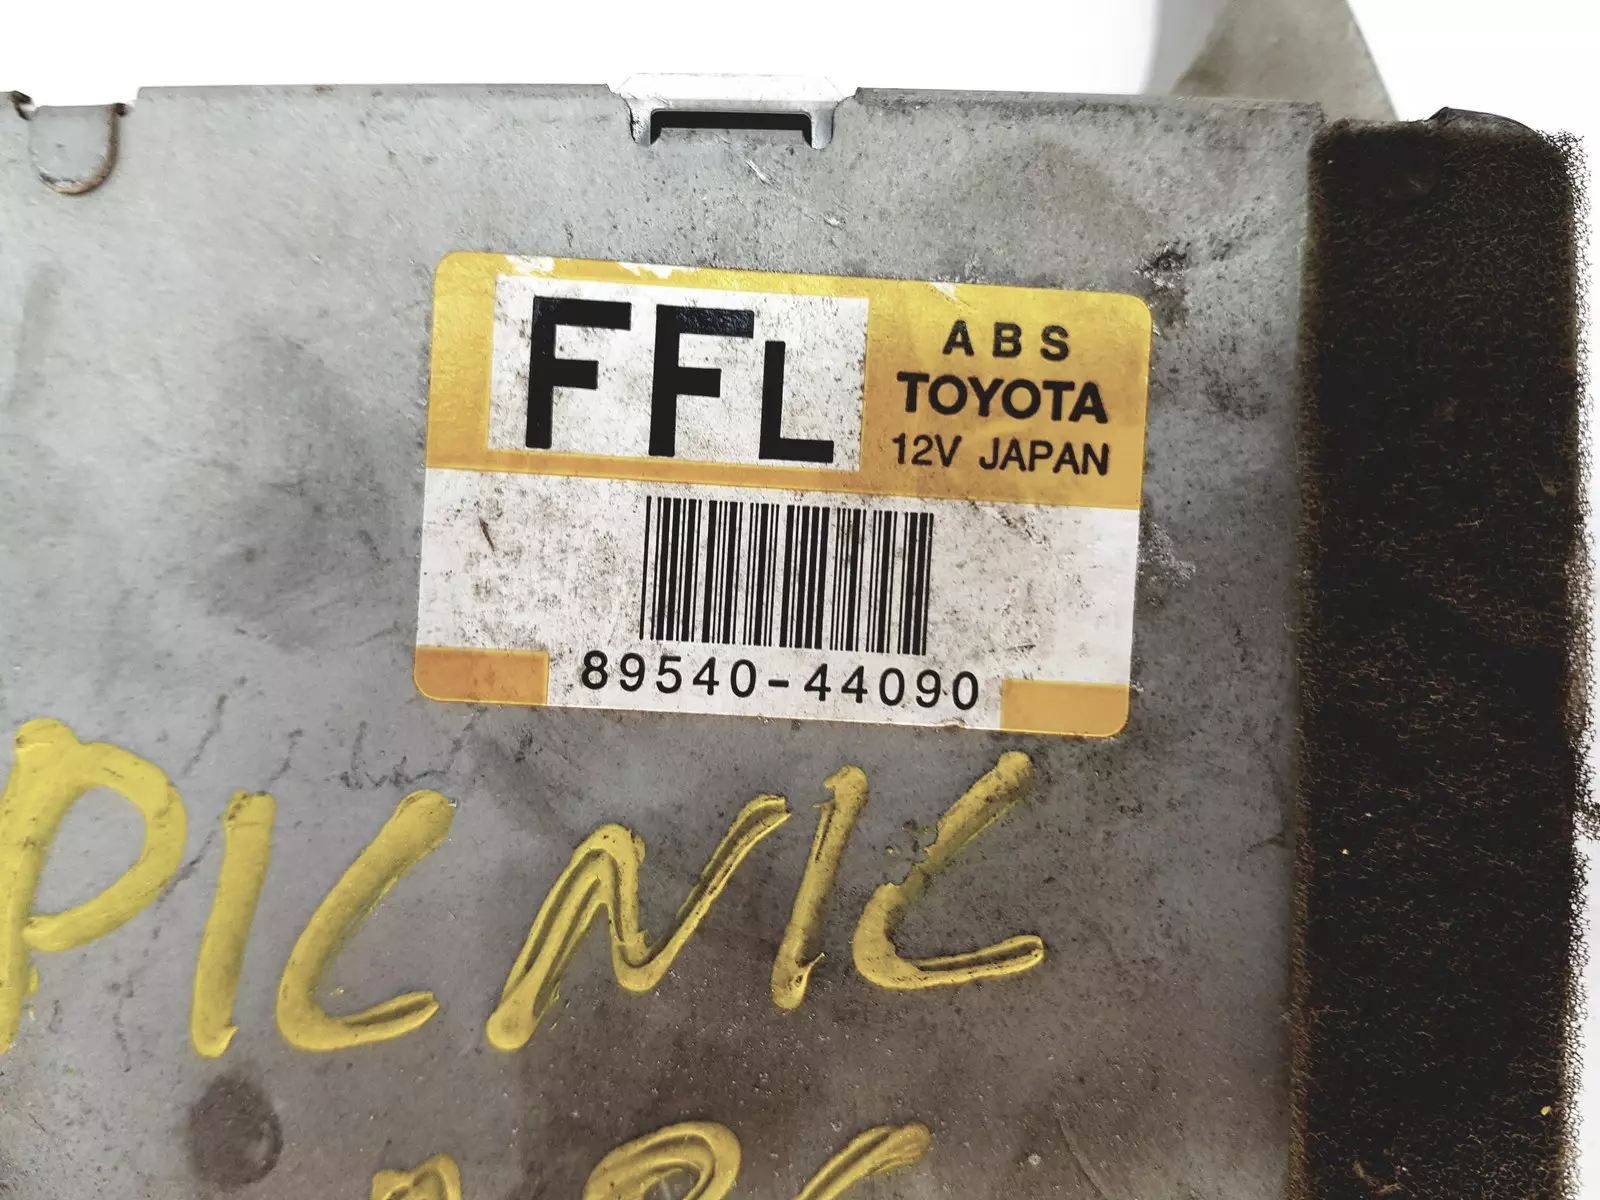 FFL
ABS
TOYOTA
12V JAPAN
89540-44090
PICNIC